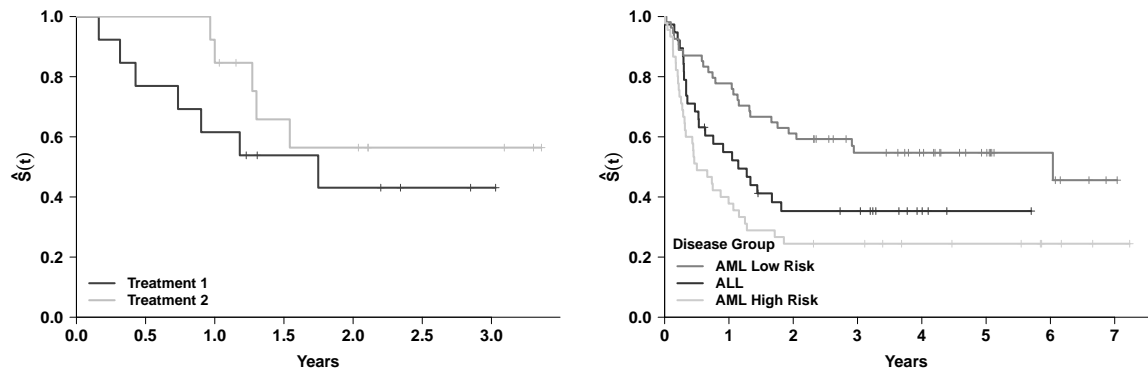 1.0
0.8
0.6
0.4
0.2
0.0
Ŝ(t)
Treatment 1
Treatment 2
0.0 0.5 1.0 1.5 2.0 2.5 3.0
Years
1.0
0.8
0.6
0.4
0.2
0.0
Ŝ(t)
Disease Group
AML Low Risk
ALL
AML High Risk
0 1 2 3 4 5 6 7
Years